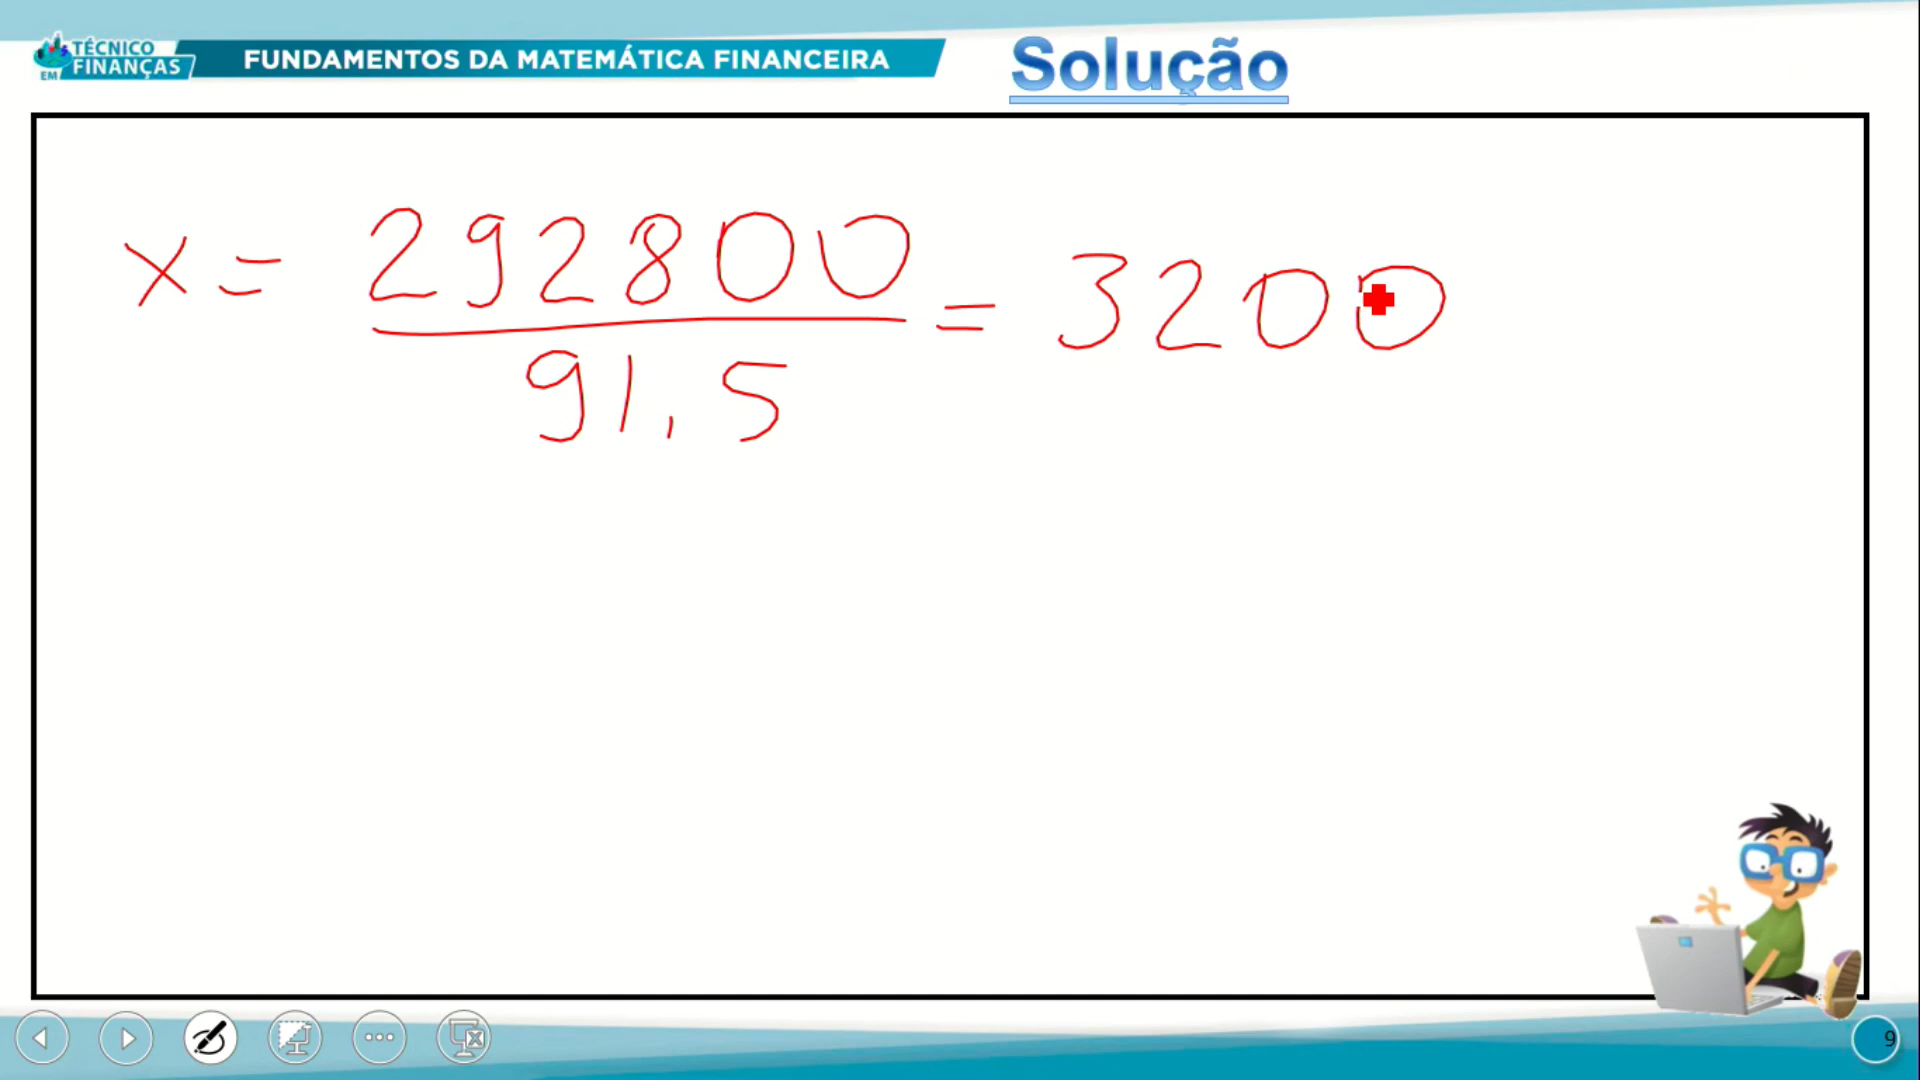 TÉCNICO
EM FINANÇAS
FUNDAMENTOS DA MATEMÁTICA FINANCEIRA
Solução
x = 292800 / 91,5 = 3200
9